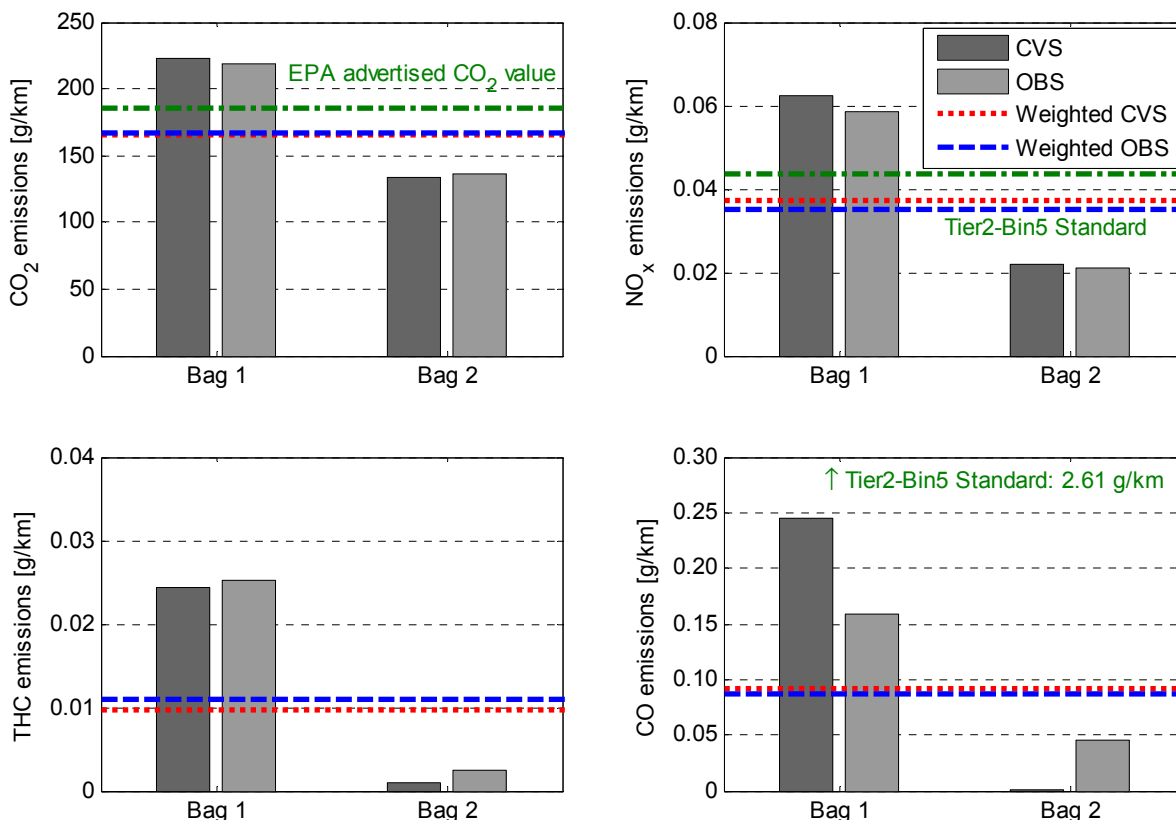 CO2 emissions [g/km]
250
200
150
100
50
0
EPA advertised CO2 value
Bag 1
Bag 2
NOx emissions [g/km]
0.08
0.06
0.04
0.02
0
CVS
OBS
Weighted CVS
Weighted OBS
Tier2-Bin5 Standard
Bag 1
Bag 2
THC emissions [g/km]
0.04
0.03
0.02
0.01
0
Bag 1
Bag 2
CO emissions [g/km]
0.30
0.25
0.20
0.15
0.10
0.05
0
↑ Tier2-Bin5 Standard: 2.61 g/km
Bag 1
Bag 2